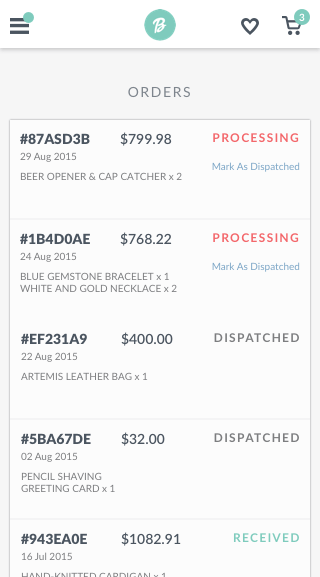 3
B
ORDERS
#87ASD3B $799.98 PROCESSING
29 Aug 2015 Mark As Dispatched
BEER OPENER & CAP CATCHER x 2
#1B4D0AE $768.22 PROCESSING
24 Aug 2015 Mark As Dispatched
BLUE GEMSTONE BRACELET x 1
WHITE AND GOLD NECKLACE x 2
#EF231A9 $400.00 DISPATCHED
22 Aug 2015
ARTEMIS LEATHER BAG x 1
#5BA67DE $32.00 DISPATCHED
02 Aug 2015
PENCIL SHAVING
GREETING CARD x 1
#943EA0E $1082.91 RECEIVED
16 Jul 2015
HAND-KNITTED CARDIGAN x 1